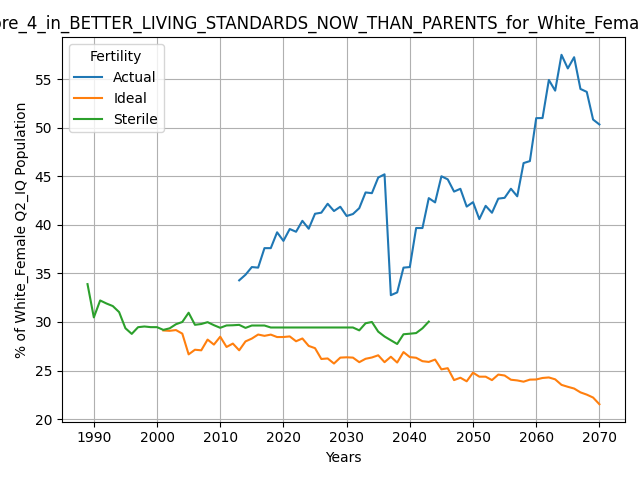 ore_4_in_BETTER_LIVING_STANDARDS_NOW_THAN_PARENTS_for_White_Fema
Fertility
Actual
Ideal
Sterile
% of White_Female Q2_IQ Population
55
50
45
40
35
30
25
20
1990 2000 2010 2020 2030 2040 2050 2060 2070
Years